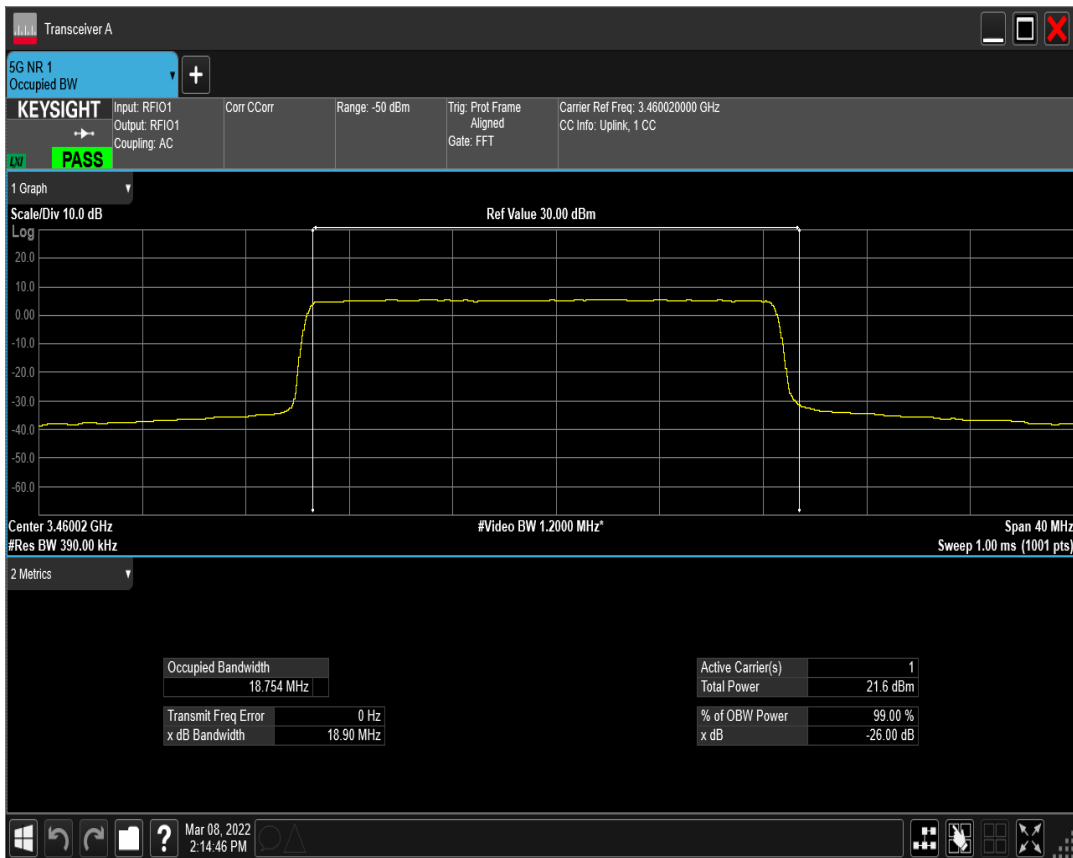 Transceiver A
5G NR 1
Occupied BW
+
KEYSIGHT
LXI
PASS
Input: RFIO1
Output: RFIO1
Coupling: AC
Corr CCorr
Range: -50 dBm
Trig: Prot Frame
Aligned
Gate: FFT
Carrier Ref Freq: 3.460020000 GHz
CC Info: Uplink, 1 CC
1 Graph
Scale/Div 10.0 dB
Ref Value 30.00 dBm
Log
20.0
10.0
0.00
-10.0
-20.0
-30.0
-40.0
-50.0
-60.0
Center 3.46002 GHz
#Video BW 1.2000 MHz*
Span 40 MHz
#Res BW 390.00 kHz
Sweep 1.00 ms (1001 pts)
2 Metrics
Occupied Bandwidth
18.754 MHz
Transmit Freq Error 0 Hz
x dB Bandwidth 18.90 MHz
Active Carrier(s) 1
Total Power 21.6 dBm
% of OBW Power 99.00 %
x dB -26.00 dB
?
Mar 08, 2022
2:14:46 PM